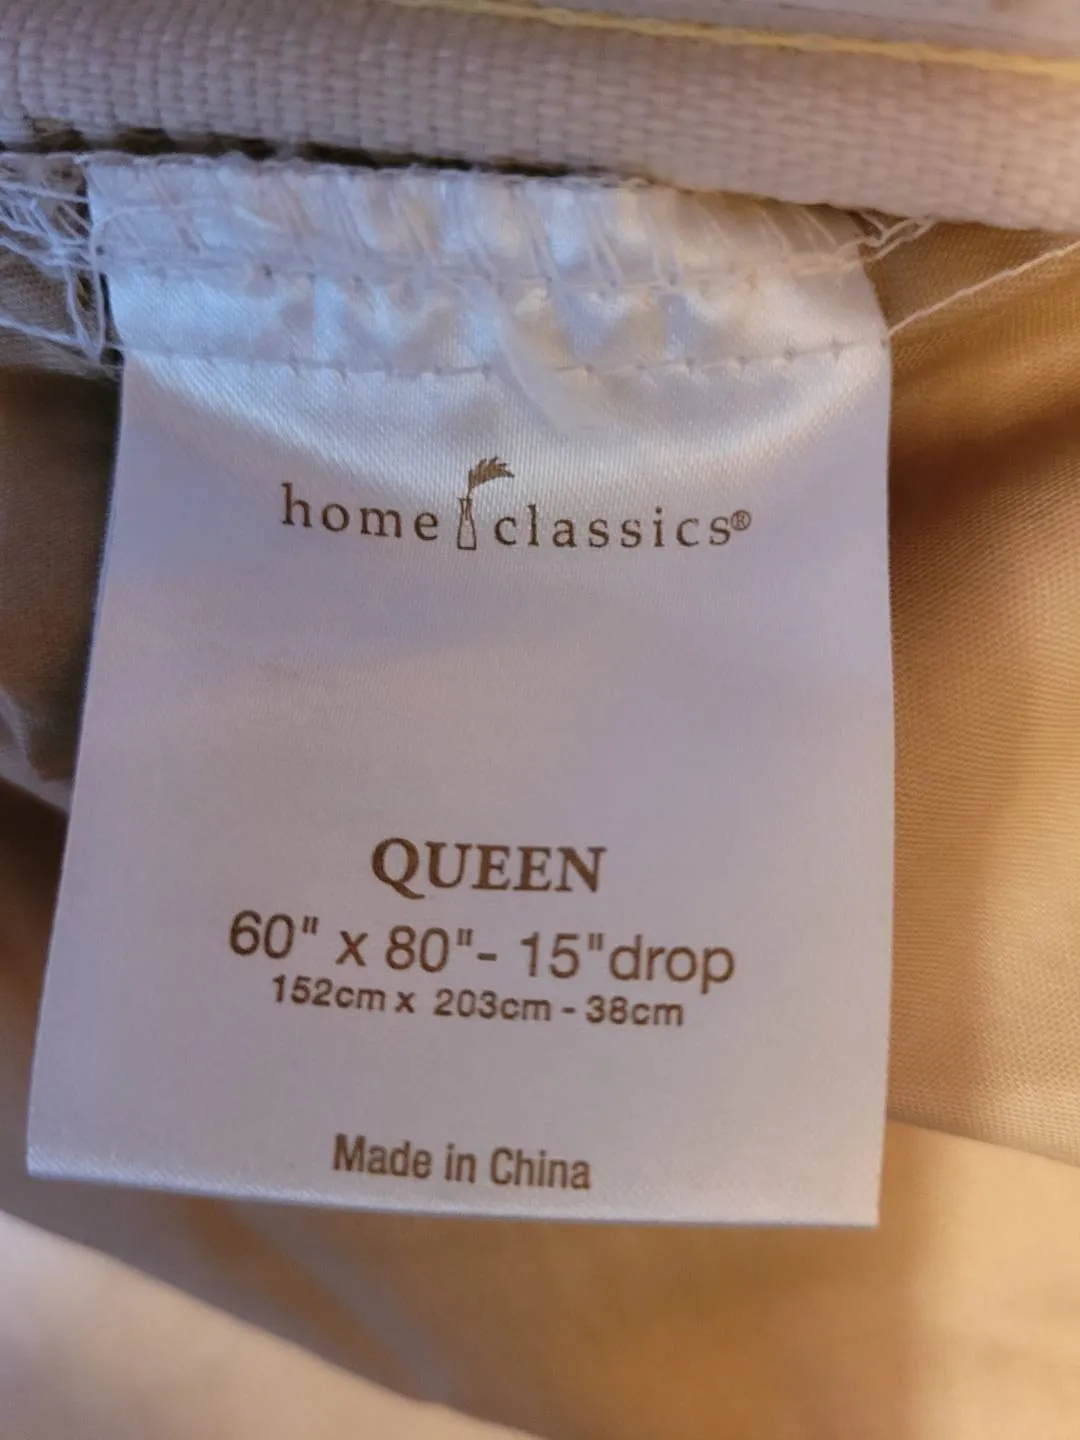 home classics®
QUEEN
60" x 80"- 15"drop
152cm x 203cm - 38cm
Made in China